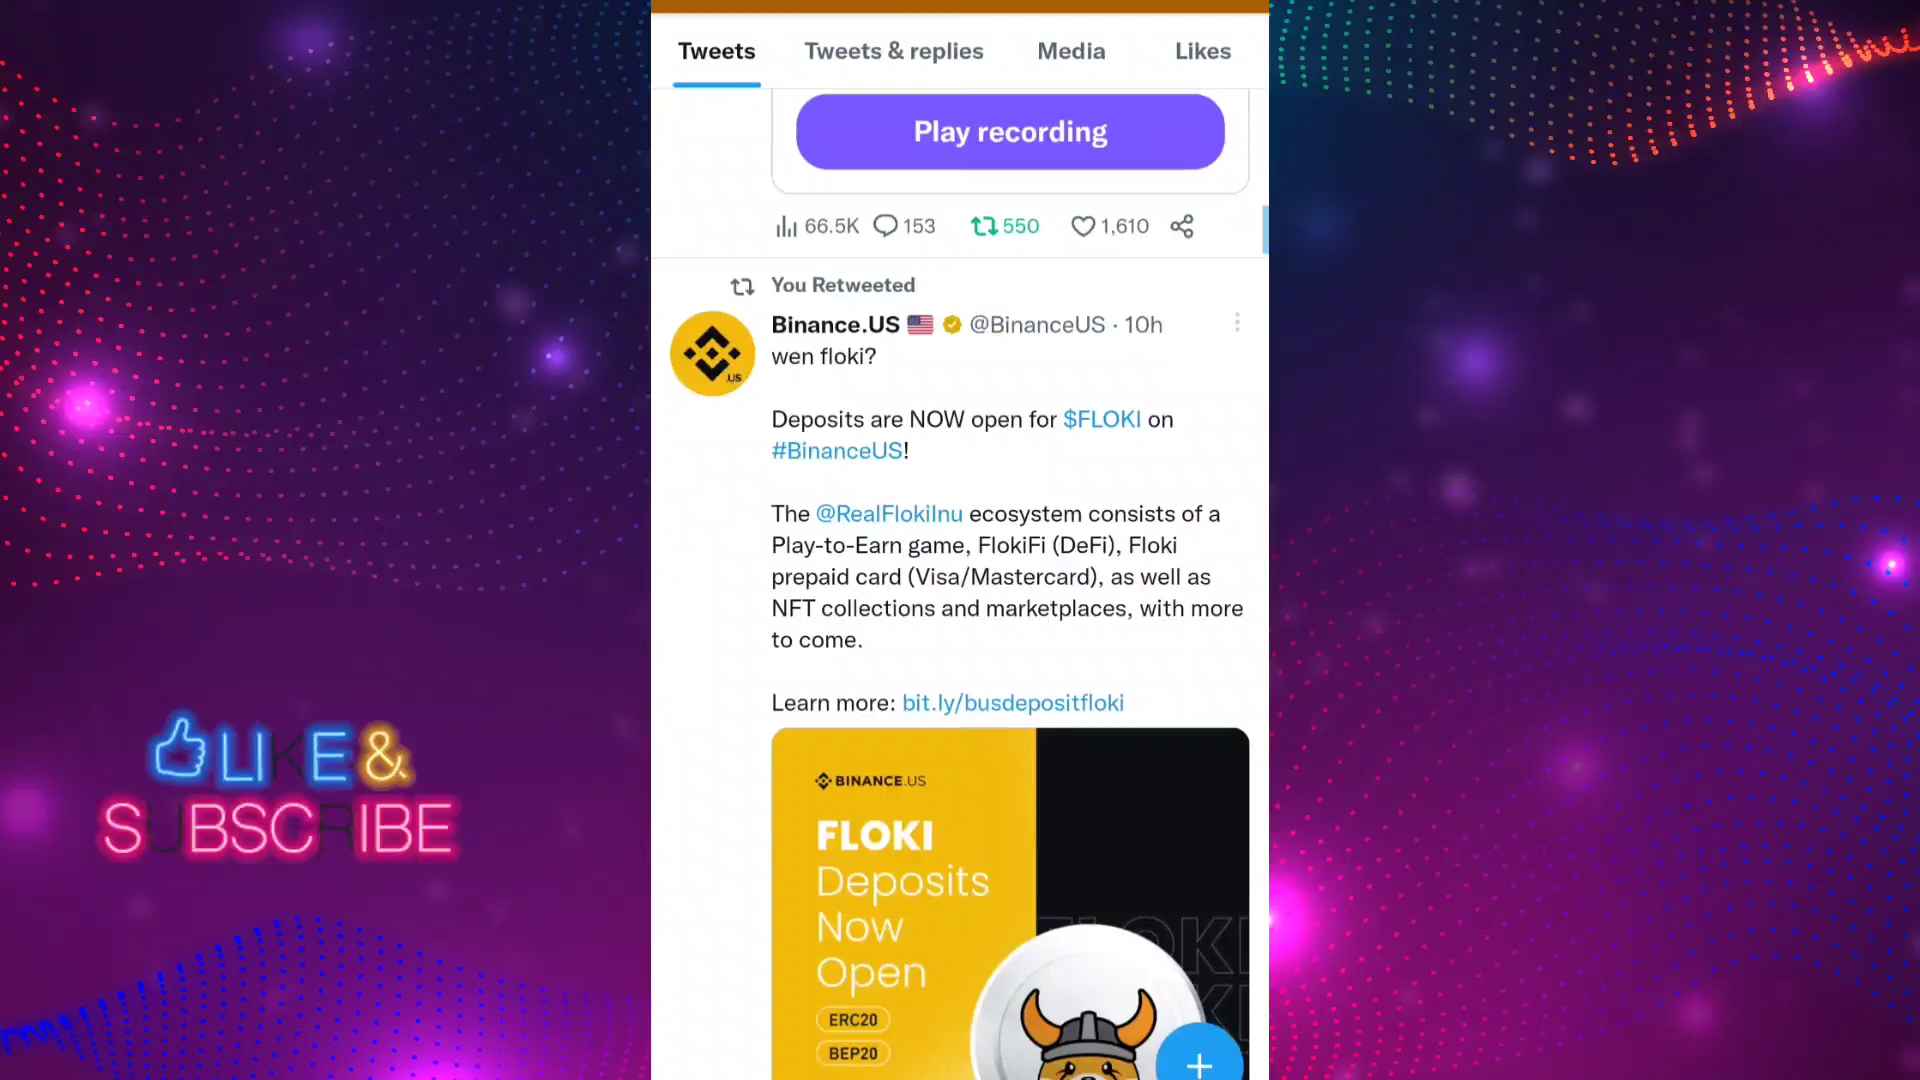 Tweets Tweets & replies Media Likes
Play recording
66.5K 153 550 1,610
You Retweeted
Binance.US @BinanceUS · 10h
wen floki?
Deposits are NOW open for $FLOKI on
#BinanceUS!
The @RealFlokiInu ecosystem consists of a
Play-to-Earn game, FlokiFi (DeFi), Floki
prepaid card (Visa/Mastercard), as well as
NFT collections and marketplaces, with more
to come.
Learn more: bit.ly/busdepositfloki
BINANCE.US
FLOKI
Deposits
Now
Open
ERC20
BEP20
FLOKI
LIKE &
SUBSCRIBE
.US